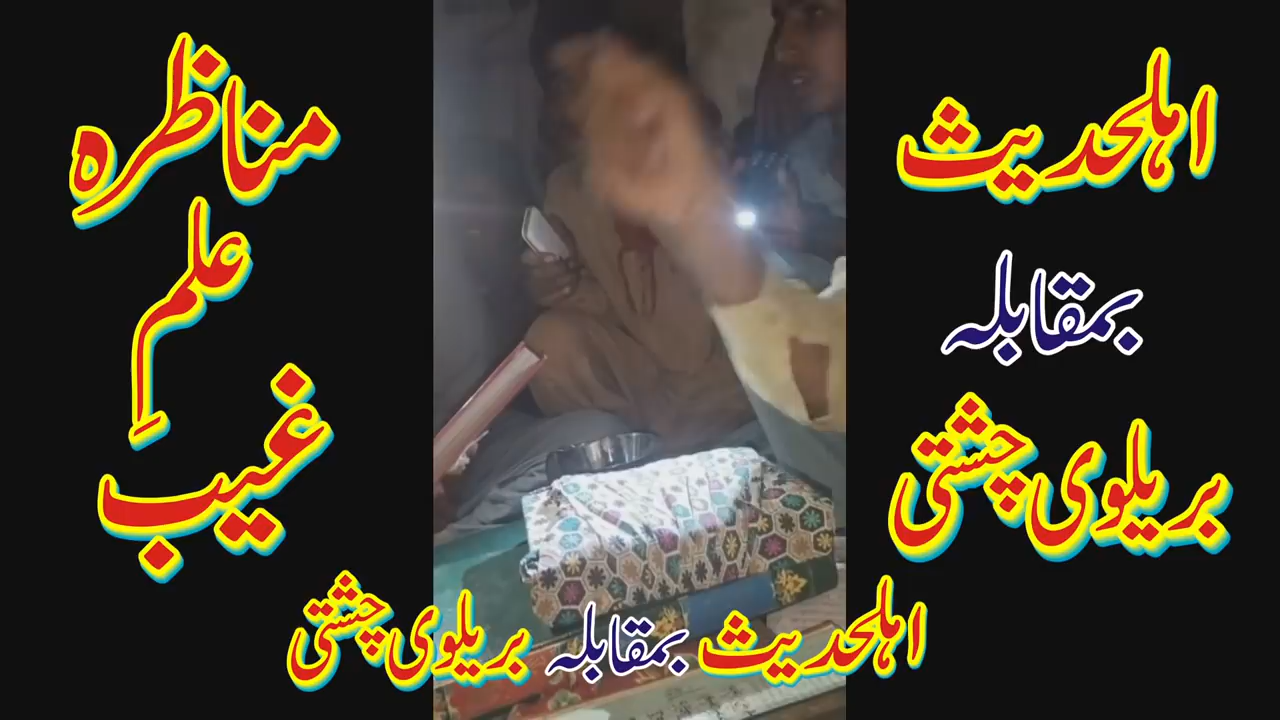 اہلحدیث
بمقابلہ
بریلوی چشتی
مناظرہ
علمِ
غیب
اہلحدیث بمقابلہ بریلوی چشتی